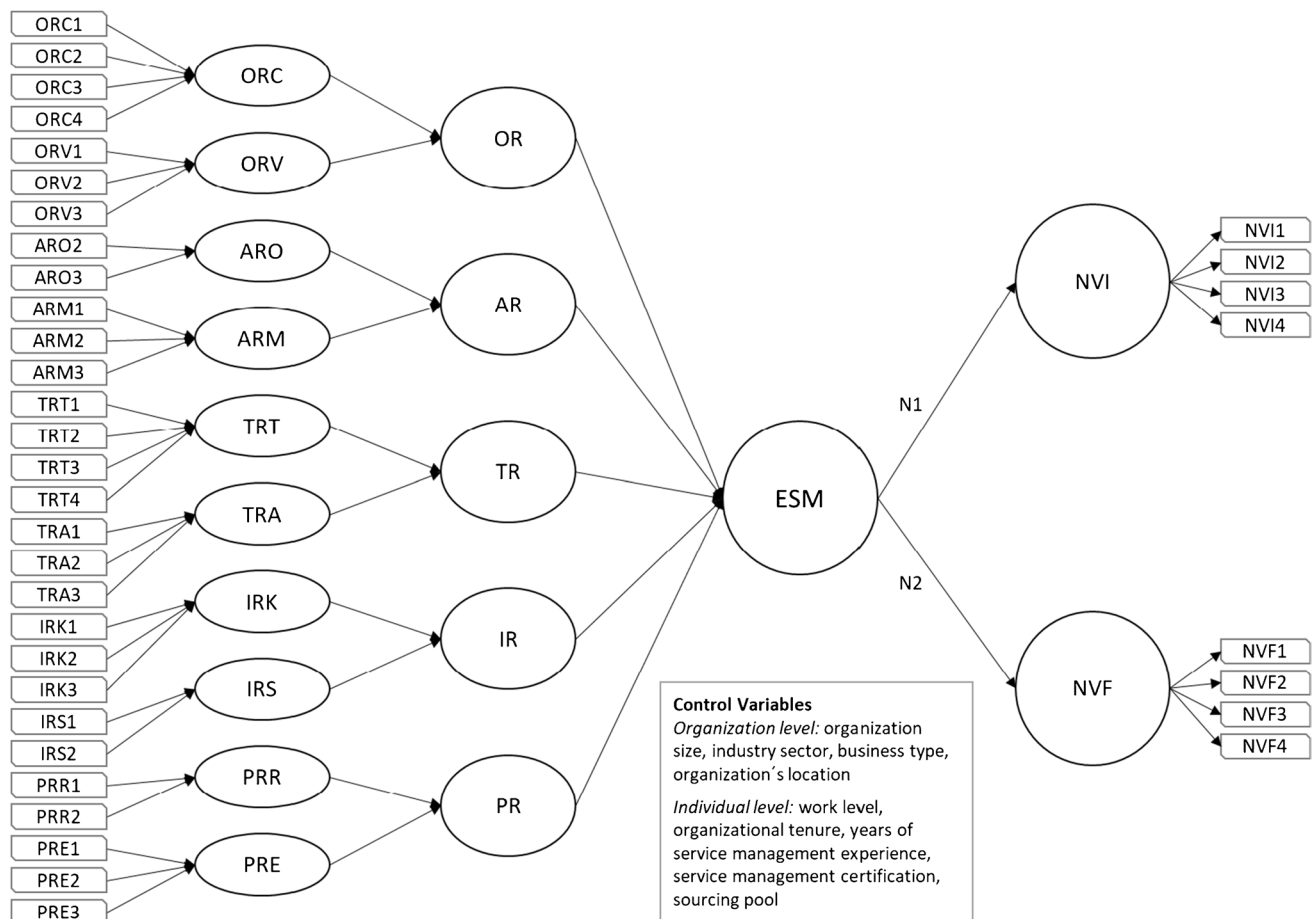 ORC1
ORC2
ORC3
ORC4
ORV1
ORV2
ORV3
ARO2
ARO3
ARM1
ARM2
ARM3
TRT1
TRT2
TRT3
TRT4
TRA1
TRA2
TRA3
IRK1
IRK2
IRK3
IRS1
IRS2
PRR1
PRR2
PRE1
PRE2
PRE3
ORC
ORV
ARO
ARM
TRT
TRA
IRK
IRS
PRR
PRE
OR
AR
TR
IR
PR
ESM
N1
N2
NVI
NVF
NVI1
NVI2
NVI3
NVI4
NVF1
NVF2
NVF3
NVF4
Control Variables
Organization level: organization
size, industry sector, business type,
organization´s location
Individual level: work level,
organizational tenure, years of
service management experience,
service management certification,
sourcing pool